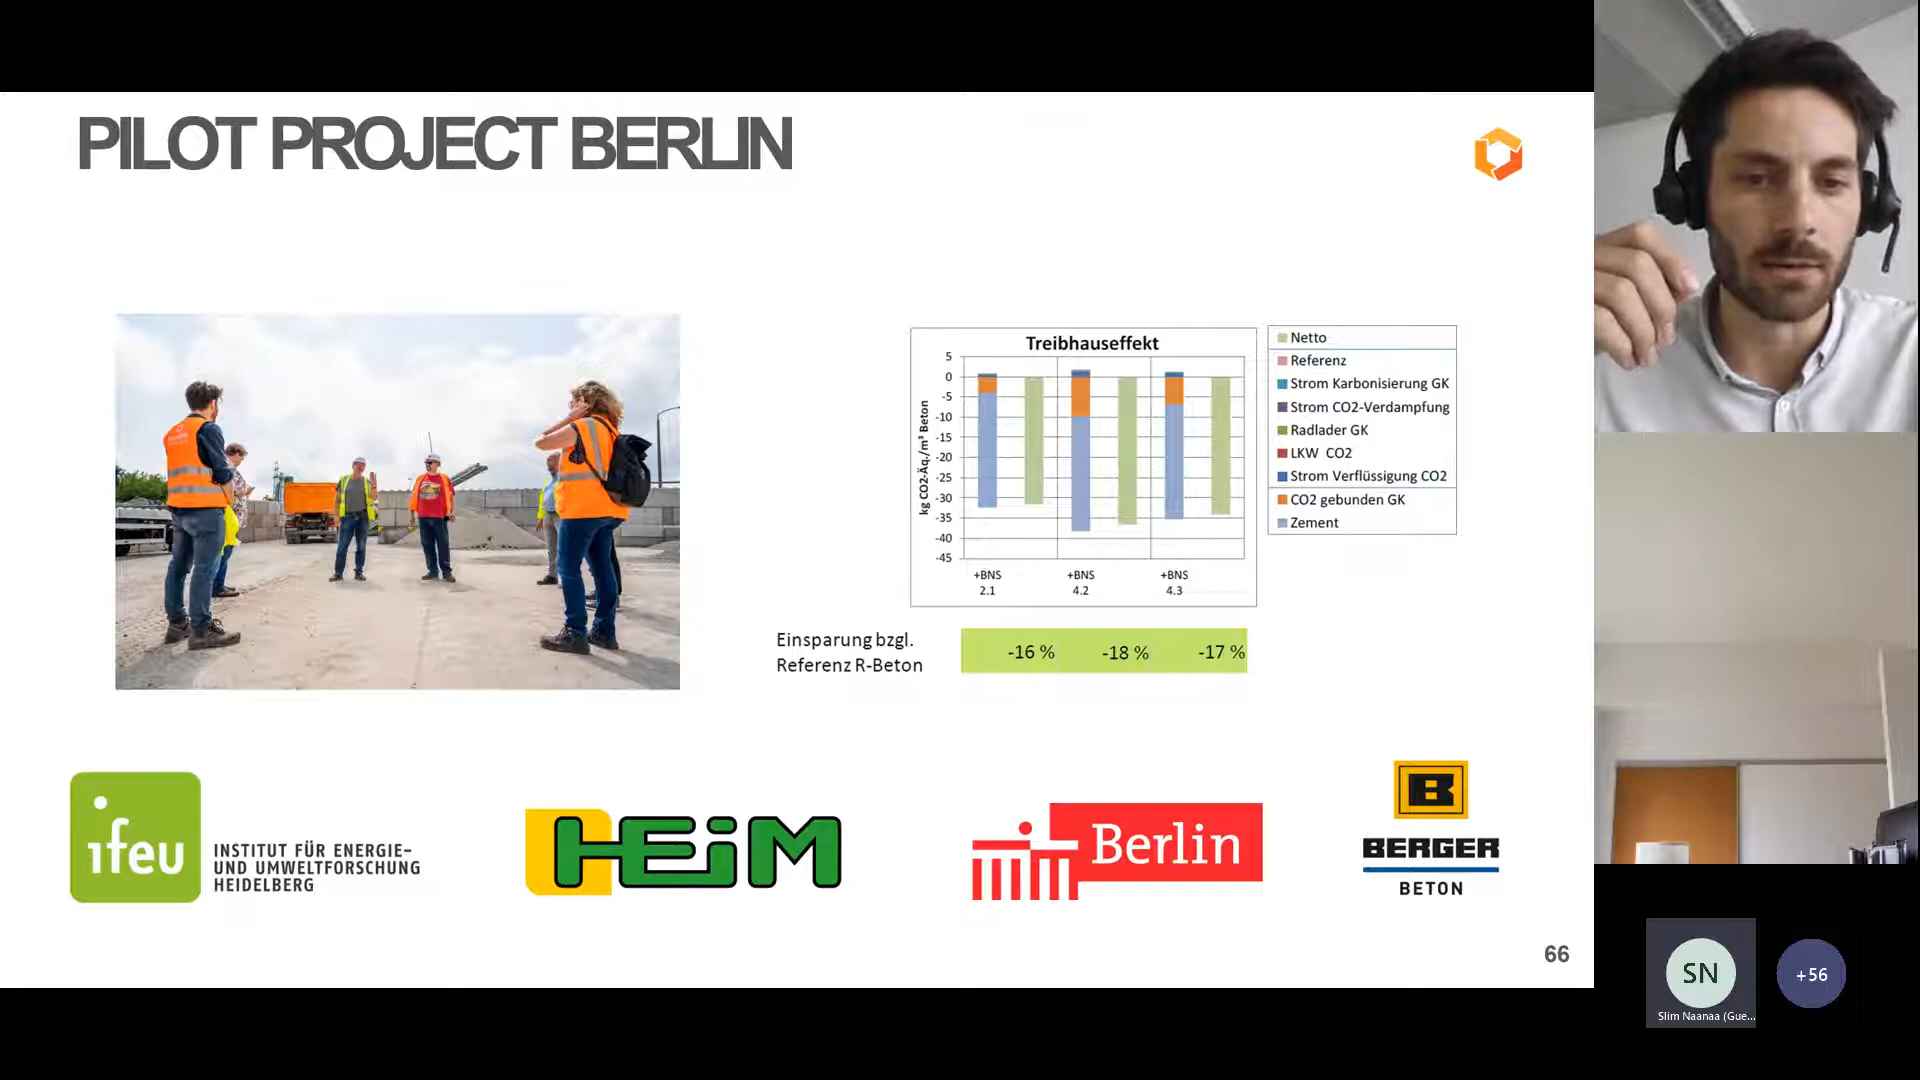 PILOT PROJECT BERLIN
Treibhauseffekt
kg CO2-Äq./m³ Beton
5
0
-5
-10
-15
-20
-25
-30
-35
-40
-45
+BNS
2.1
+BNS
4.2
+BNS
4.3
Netto
Referenz
Strom Karbonisierung GK
Strom CO2-Verdampfung
Radlader GK
LKW CO2
Strom Verflüssigung CO2
CO2 gebunden GK
Zement
Einsparung bzgl.
Referenz R-Beton
-16 % -18 % -17 %
ifeu
INSTITUT FÜR ENERGIE-
UND UMWELTFORSCHUNG
HEIDELBERG
HEiM
Berlin
B
BERGER
BETON
66
SN
Slim Naanaa (Gue...
+56